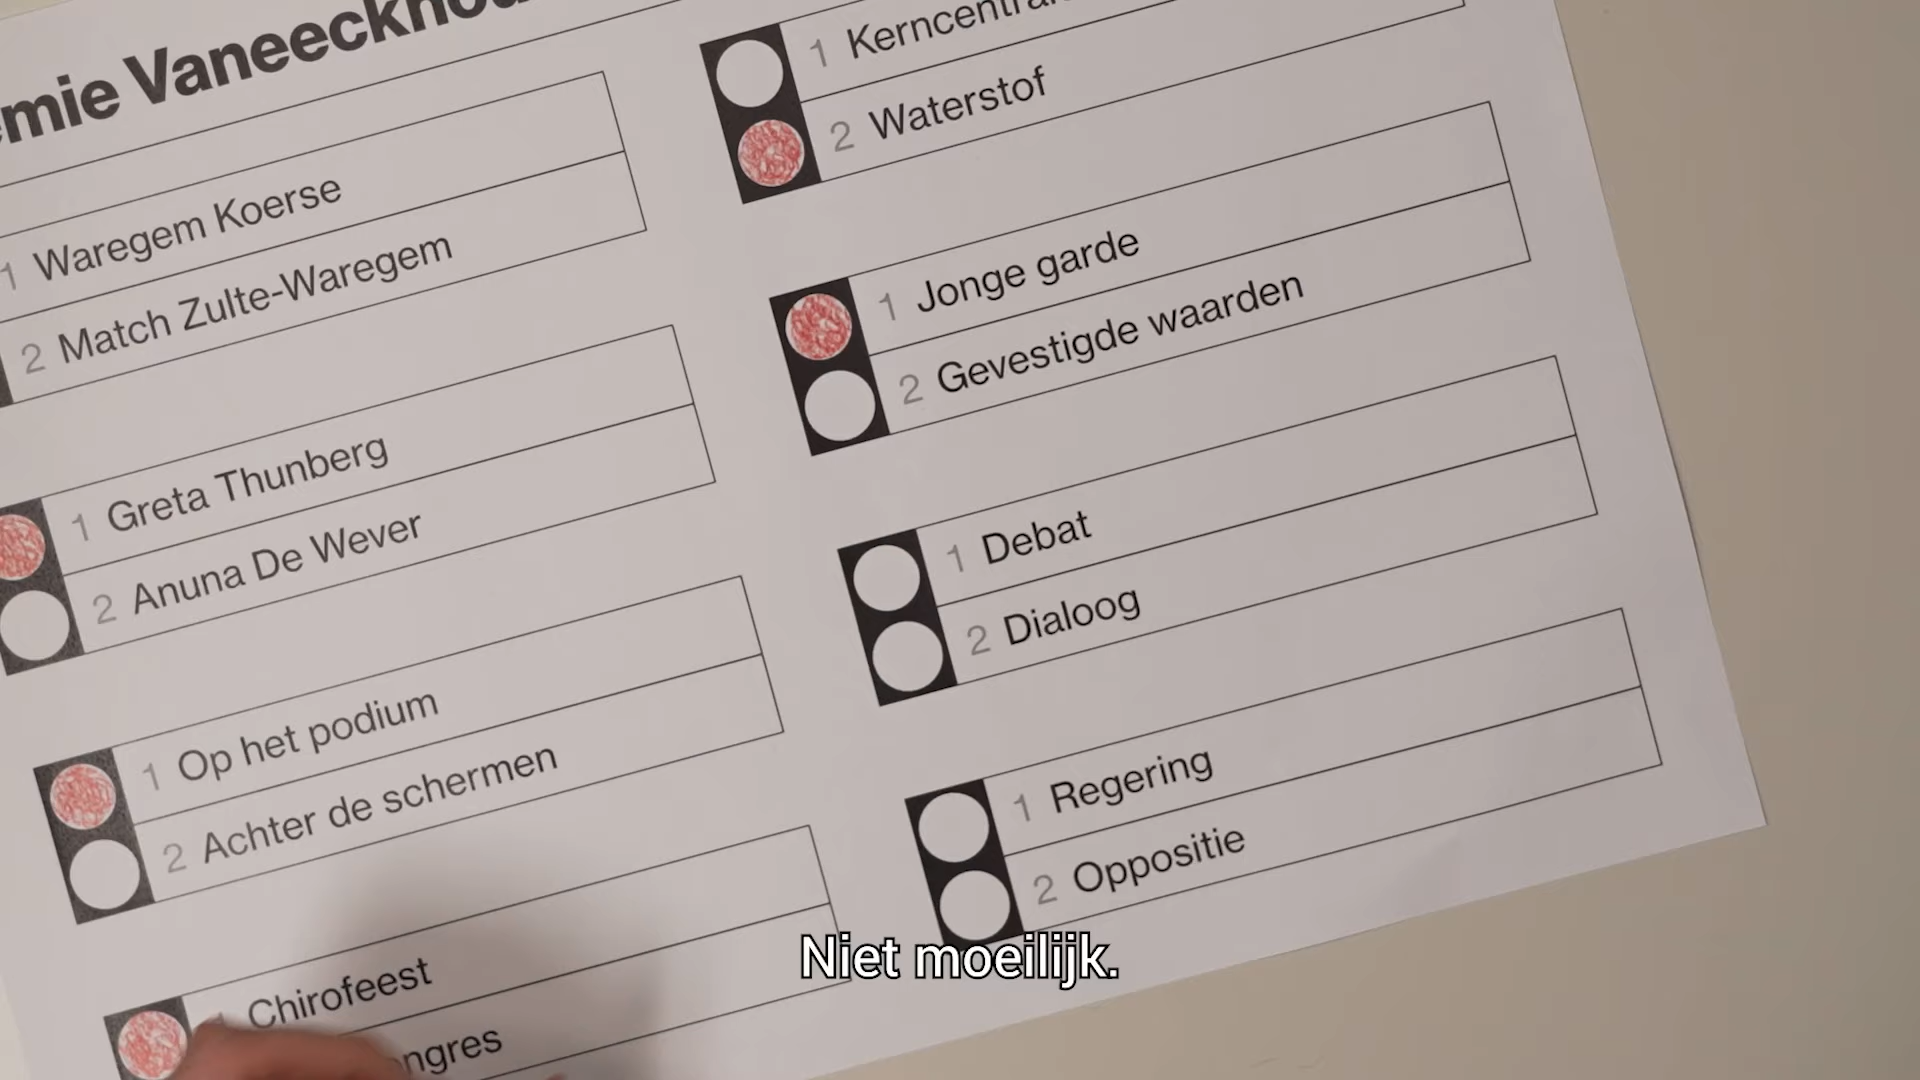 mie Vaneeckhou
1 Waregem Koerse
2 Match Zulte-Waregem
1 Greta Thunberg
2 Anuna De Wever
1 Op het podium
2 Achter de schermen
1 Chirofeest
ongres
1 Kerncentra
2 Waterstof
1 Jonge garde
2 Gevestigde waarden
1 Debat
2 Dialoog
1 Regering
2 Oppositie
Niet moeilijk.